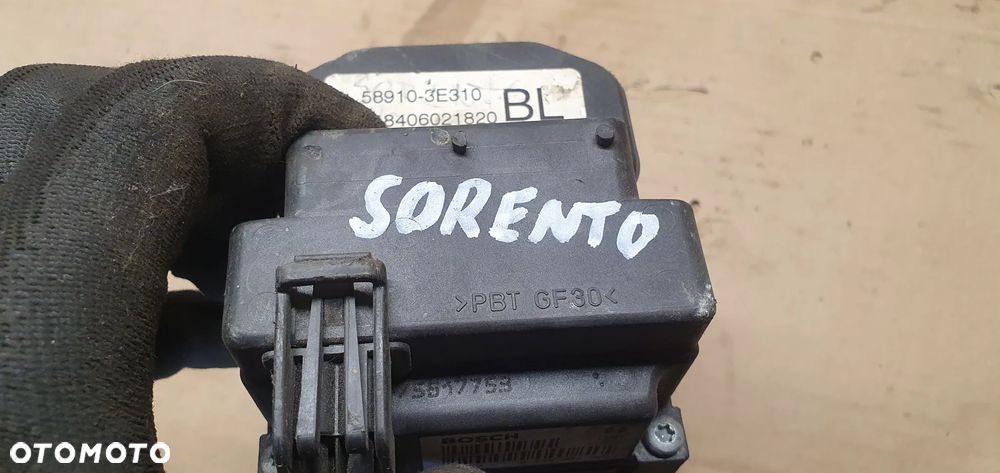 58910-3E310
8406021820
BL
SORENTO
>PBT GF30<
BOSCH
OTOMOTO